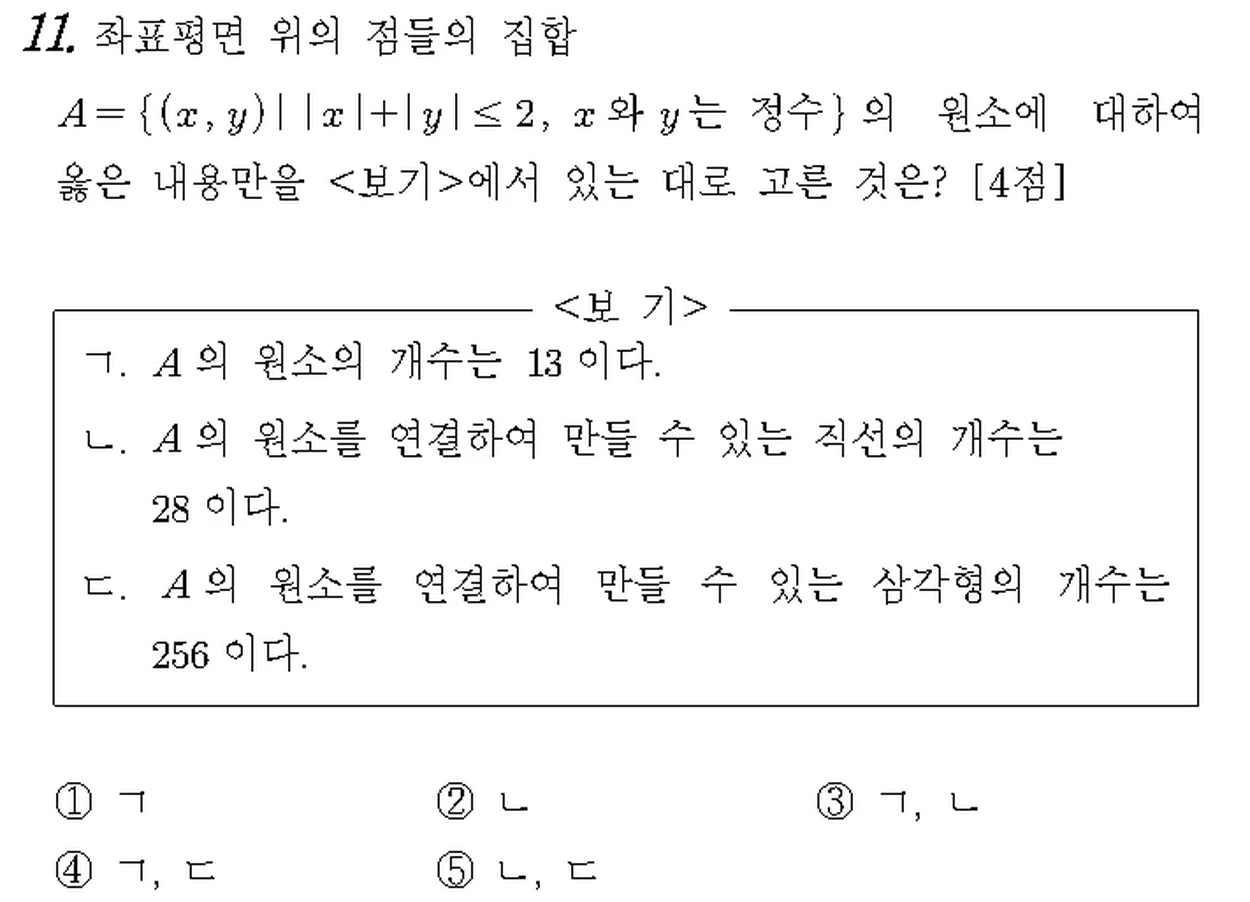 11. 좌표평면 위의 점들의 집합
A={(x, y)| |x|+|y|≤2, x와 y는 정수}의 원소에 대하여
옳은 내용만을 <보기>에서 있는 대로 고른 것은? [4점]
<보 기>
ㄱ. A의 원소의 개수는 13이다.
ㄴ. A의 원소를 연결하여 만들 수 있는 직선의 개수는
28이다.
ㄷ. A의 원소를 연결하여 만들 수 있는 삼각형의 개수는
256이다.
① ㄱ ② ㄴ ③ ㄱ, ㄴ
④ ㄱ, ㄷ ⑤ ㄴ, ㄷ